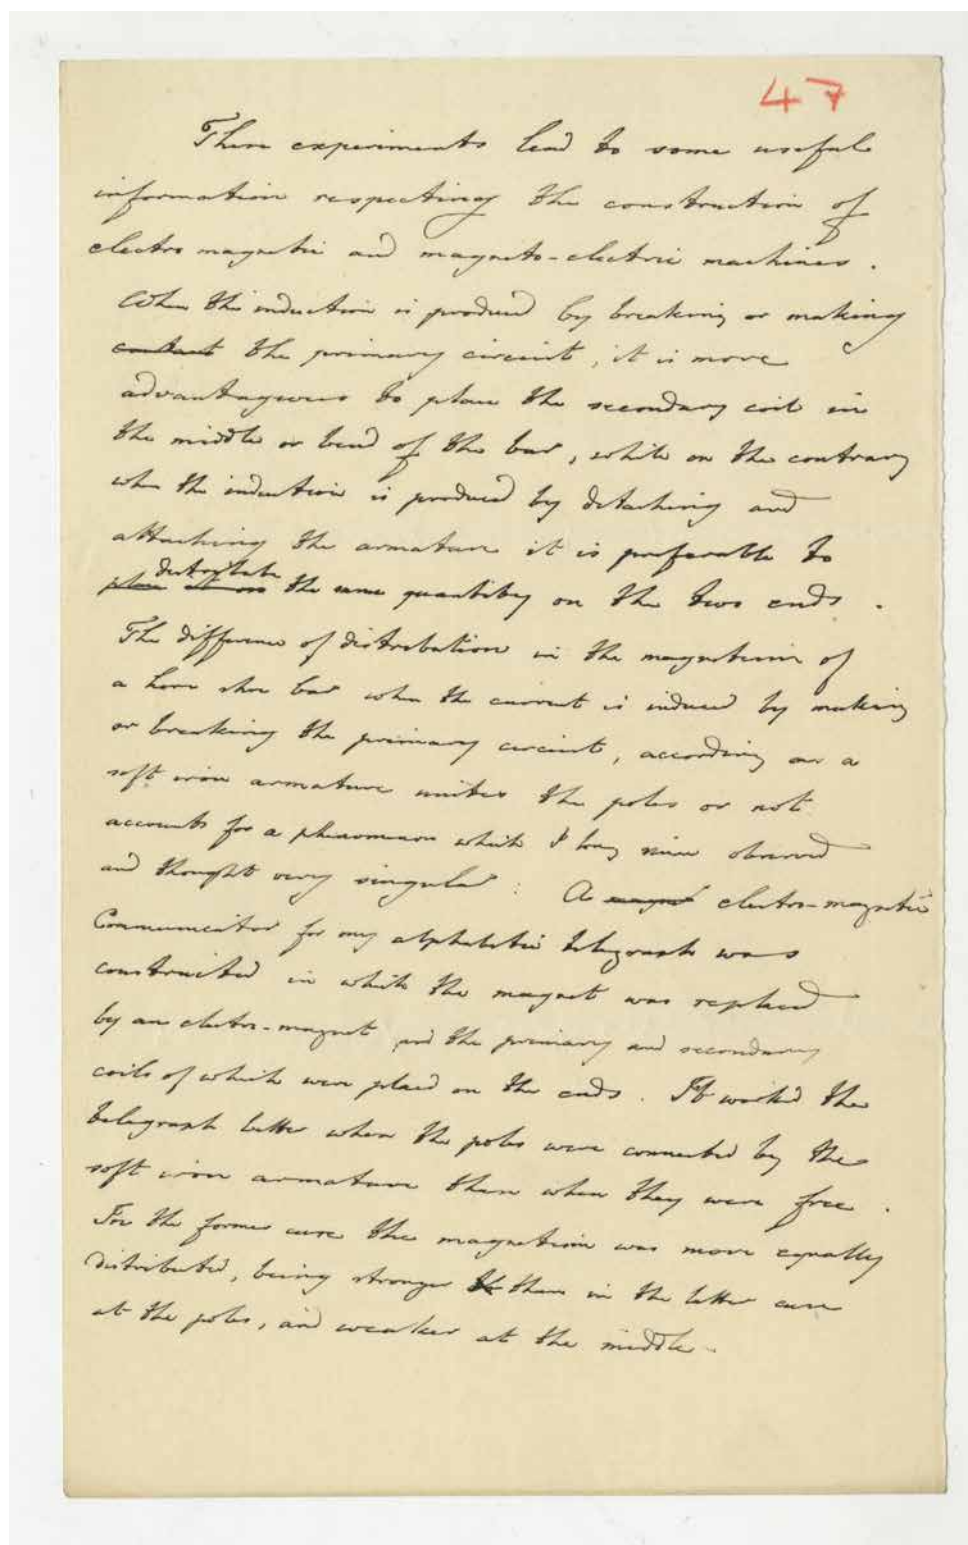 47
These experiments lead to some useful
information respecting the construction of
electro magnetic and magneto-electric machines.
When the induction is produced by breaking or making
contact the primary circuit, it is more
advantageous to place the secondary coil in
the middle or bend of the bar, while on the contrary
when the induction is produced by detaching and
attaching the armature it is preferable to
distribute
place the same quantity on the two ends.
The difference of distribution in the magnetism of
a horse shoe bar when the current is induced by making
or breaking the primary circuit, according as a
soft iron armature unites the poles or not
accounts for a phenomenon which I long since observed
and thought very singular: A magnet electro-magnetic
Communicator for my alphabetic telegraph was
constructed in which the magnet was replaced
by an electro-magnet and the primary and secondary
coils of which were placed on the ends. It worked the
telegraph better when the poles were connected by the
soft iron armature than when they were free.
In the former case the magnetism was more equally
distributed, being stronger than in the latter case
at the poles, and weaker at the middle.